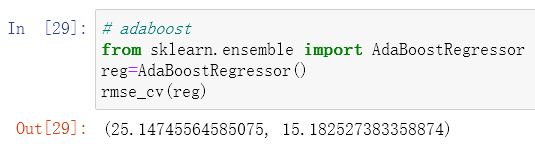 In [29]: # adaboost
from sklearn.ensemble import AdaBoostRegressor
reg=AdaBoostRegressor()
rmse_cv(reg)
Out[29]: (25.14745564585075, 15.182527383358874)